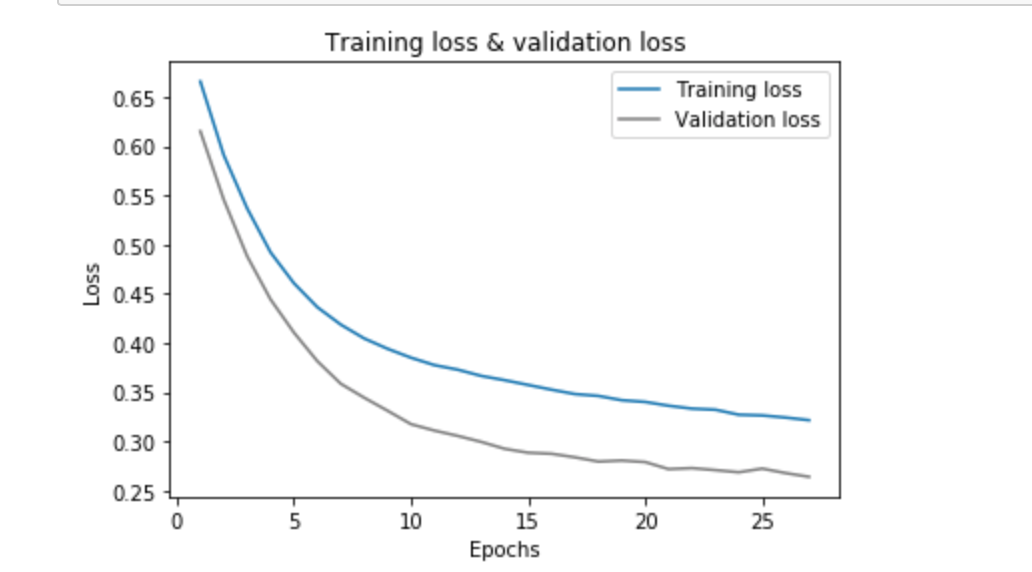 Training loss & validation loss
Training loss
Validation loss
0.65
0.60
0.55
0.50
0.45
0.40
0.35
0.30
0.25
Loss
0 5 10 15 20 25
Epochs